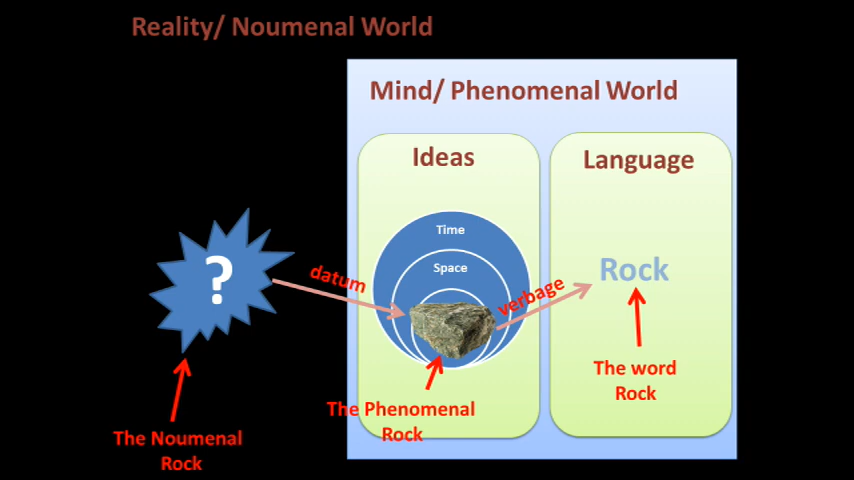 Reality/ Noumenal World
Mind/ Phenomenal World
Ideas
Language
Time
Space
?
datum
verbage
Rock
The word
Rock
The Phenomenal
Rock
The Noumenal
Rock